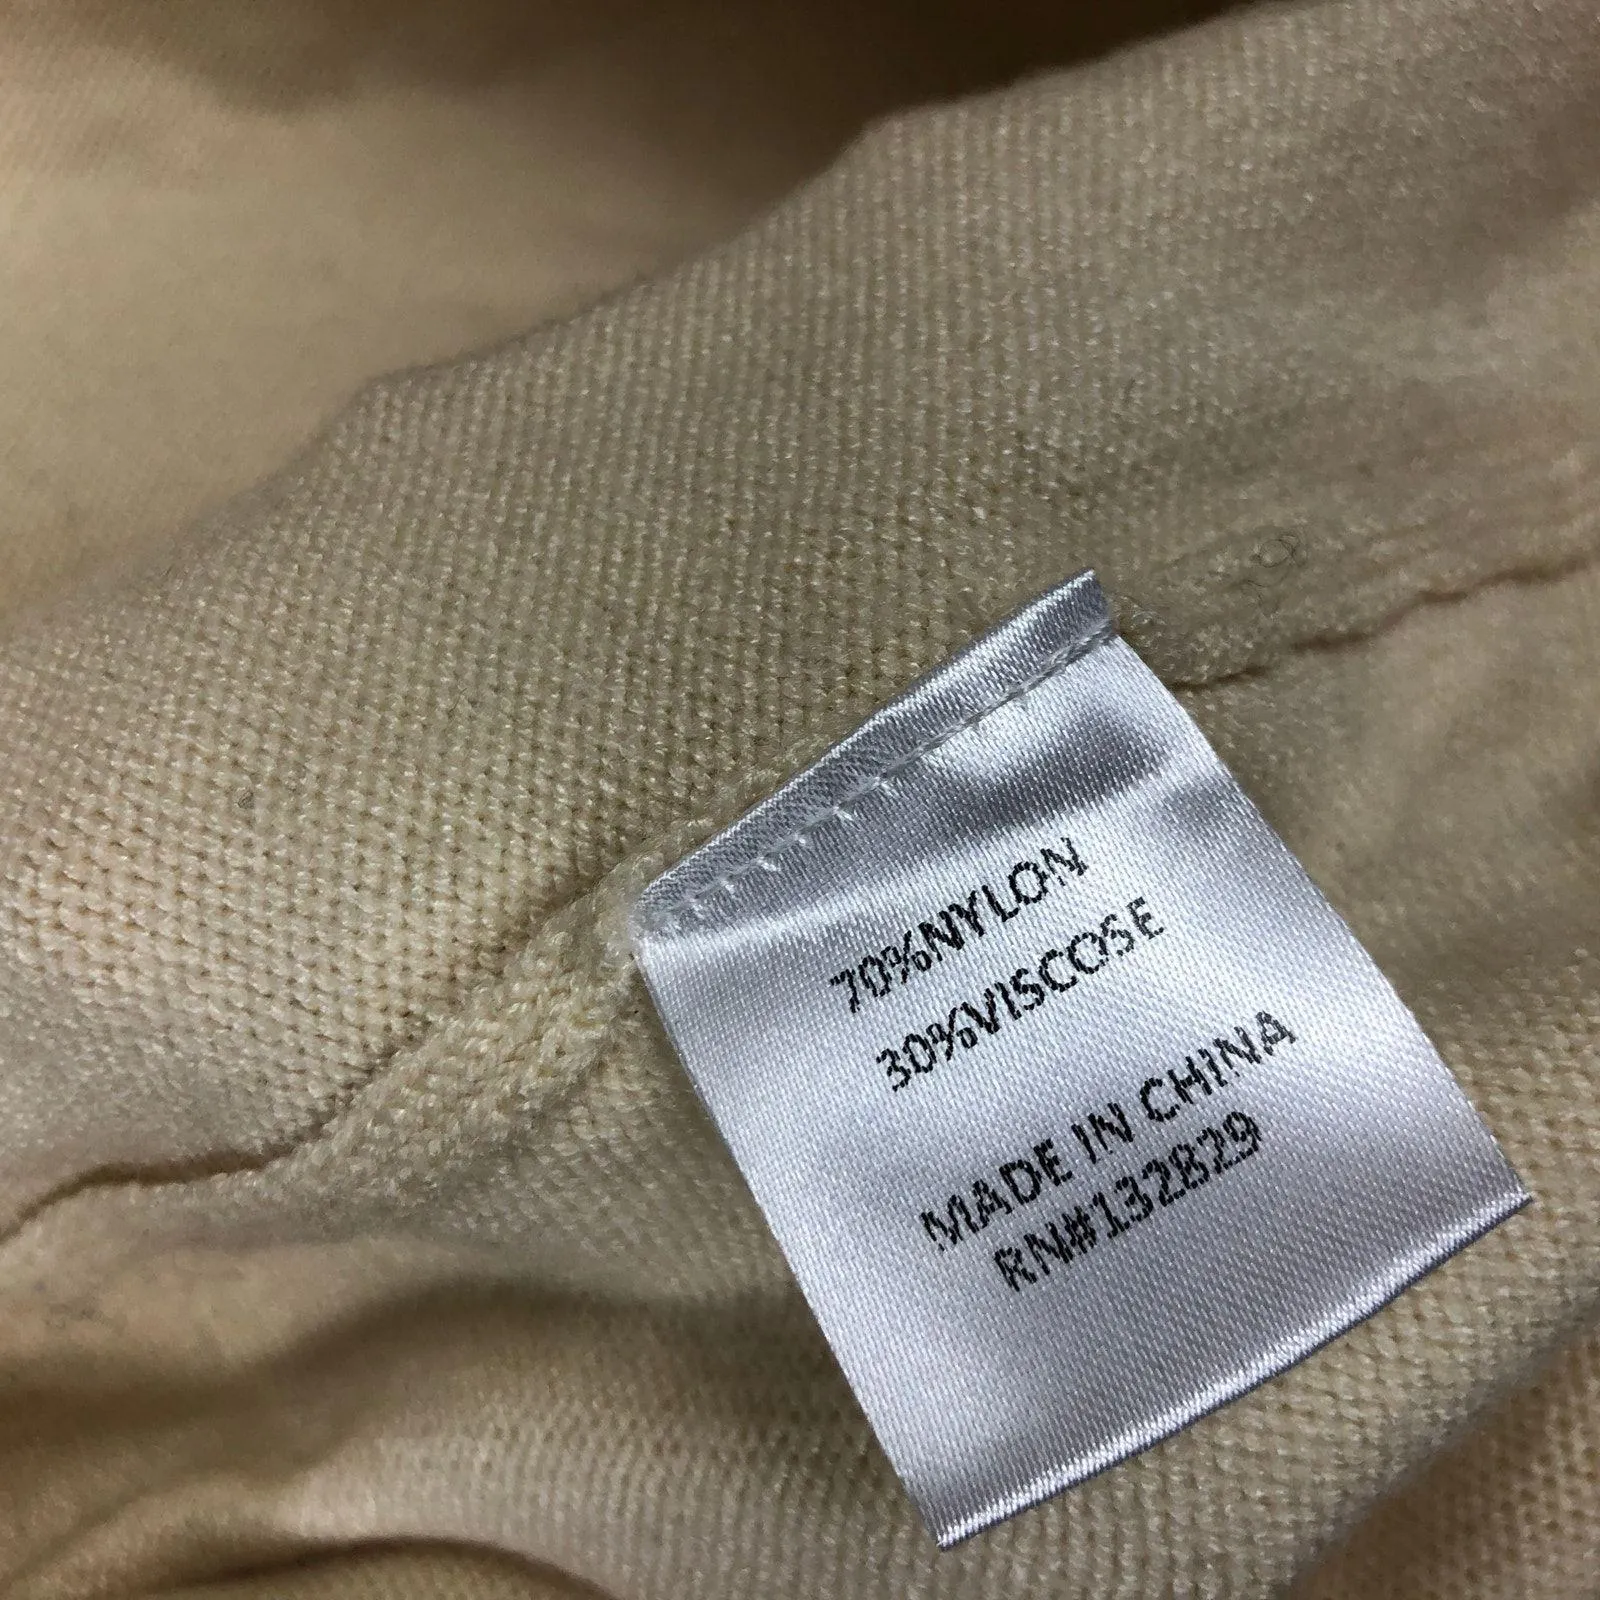 70%NYLON
30%VISCOSE
MADE IN CHINA
RN#132829